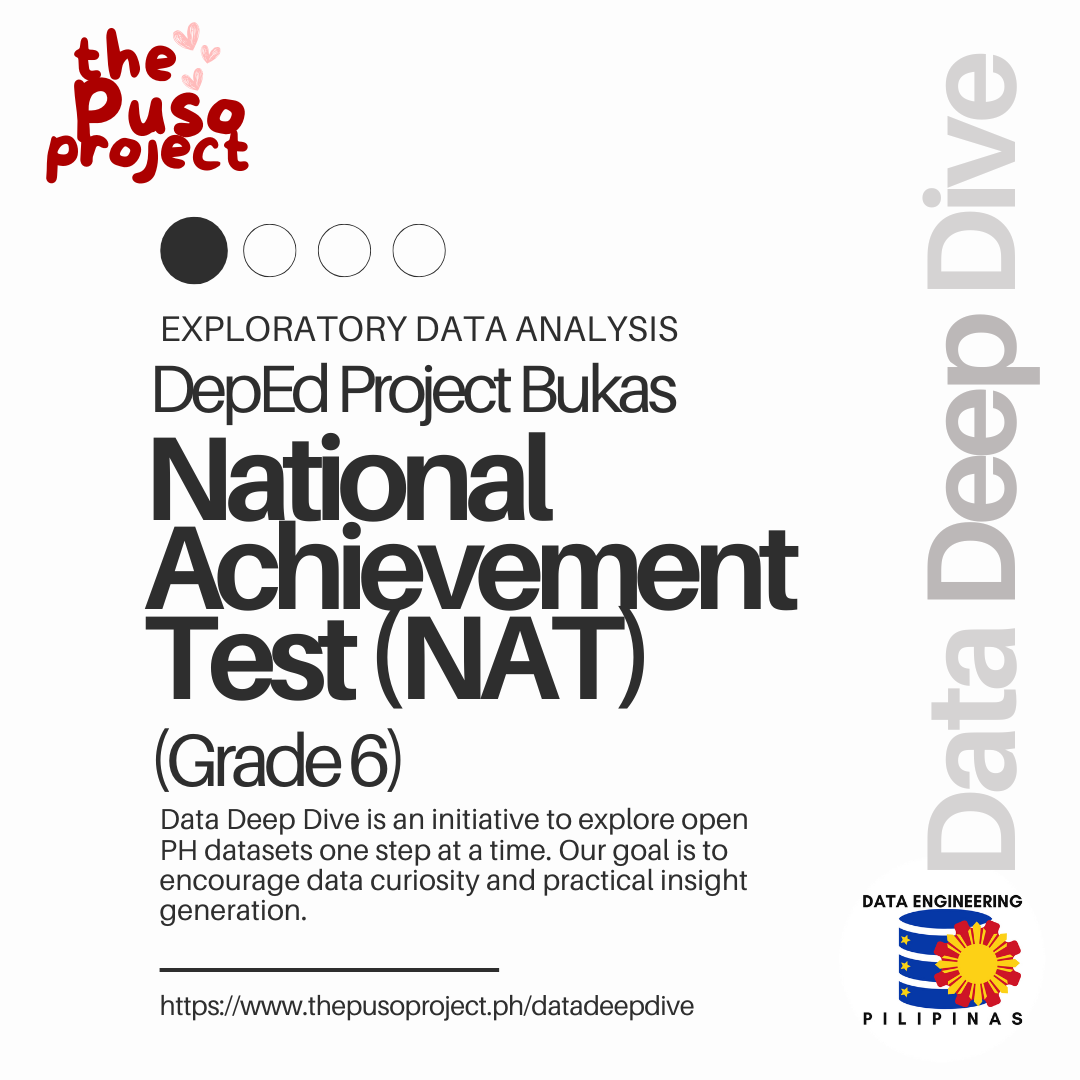 the
Puso
project
EXPLORATORY DATA ANALYSIS
DepEd Project Bukas
National
Achievement
Test (NAT)
(Grade 6)
Data Deep Dive is an initiative to explore open
PH datasets one step at a time. Our goal is to
encourage data curiosity and practical insight
generation.
https://www.thepusoproject.ph/datadeepdive
Data Deep Dive
DATA ENGINEERING
PILIPINAS